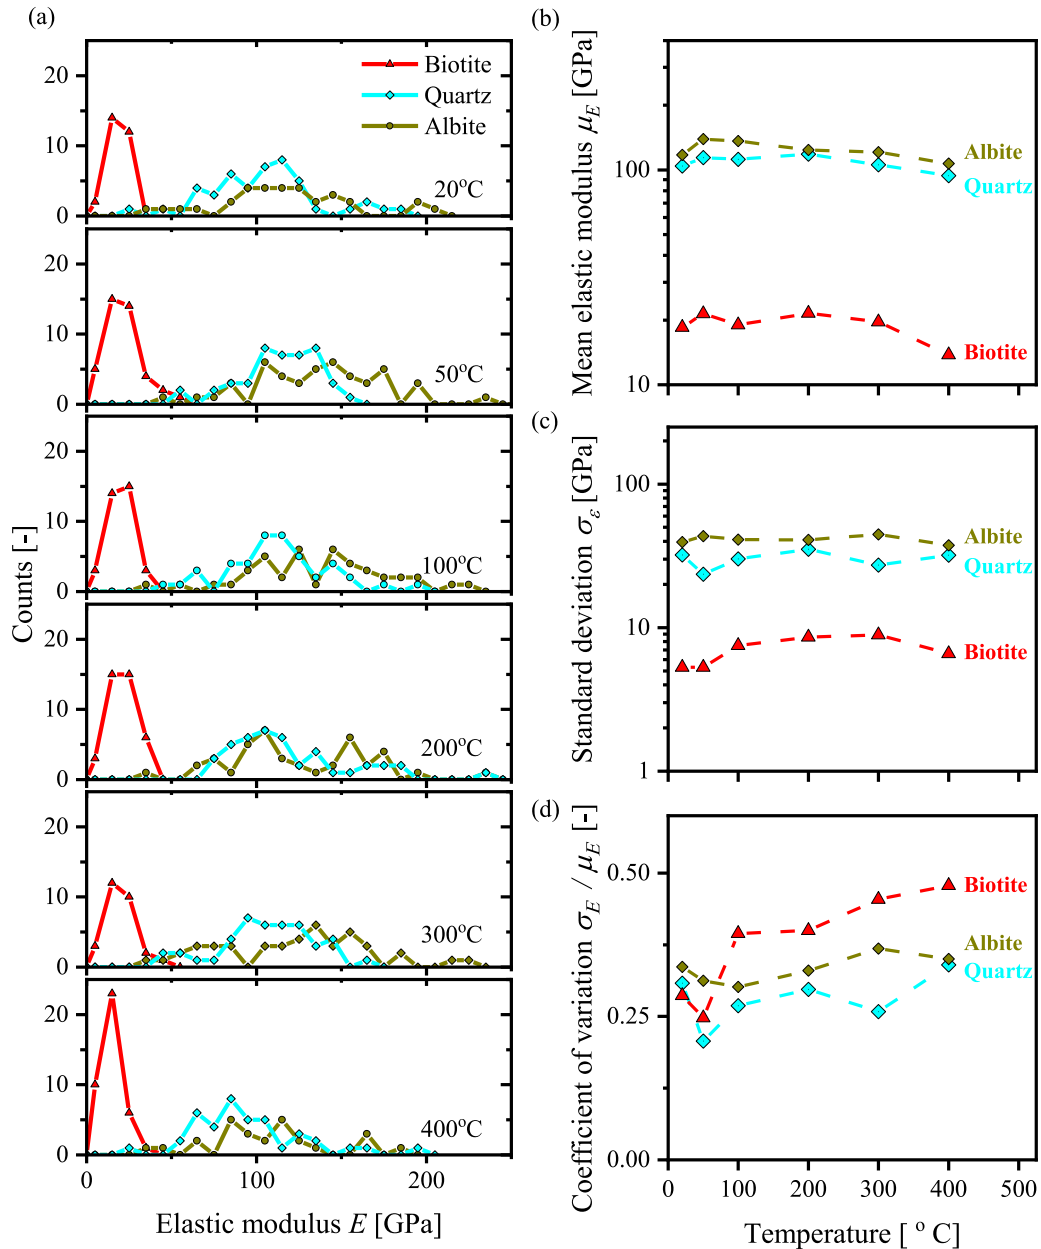 (a)
Counts [-]
20
10
0
Biotite
Quartz
Albite
20°C
20
10
0
50°C
20
10
0
100°C
20
10
0
200°C
20
10
0
300°C
20
10
0
400°C
0
100
200
Elastic modulus E [GPa]
(b)
Mean elastic modulus μE [GPa]
100
10
Albite
Quartz
Biotite
(c)
Standard deviation σε [GPa]
100
10
1
Albite
Quartz
Biotite
(d)
Coefficient of variation σE / μE [-]
0.50
0.25
0.00
Biotite
Albite
Quartz
0
100
200
300
400
500
Temperature [ ° C]